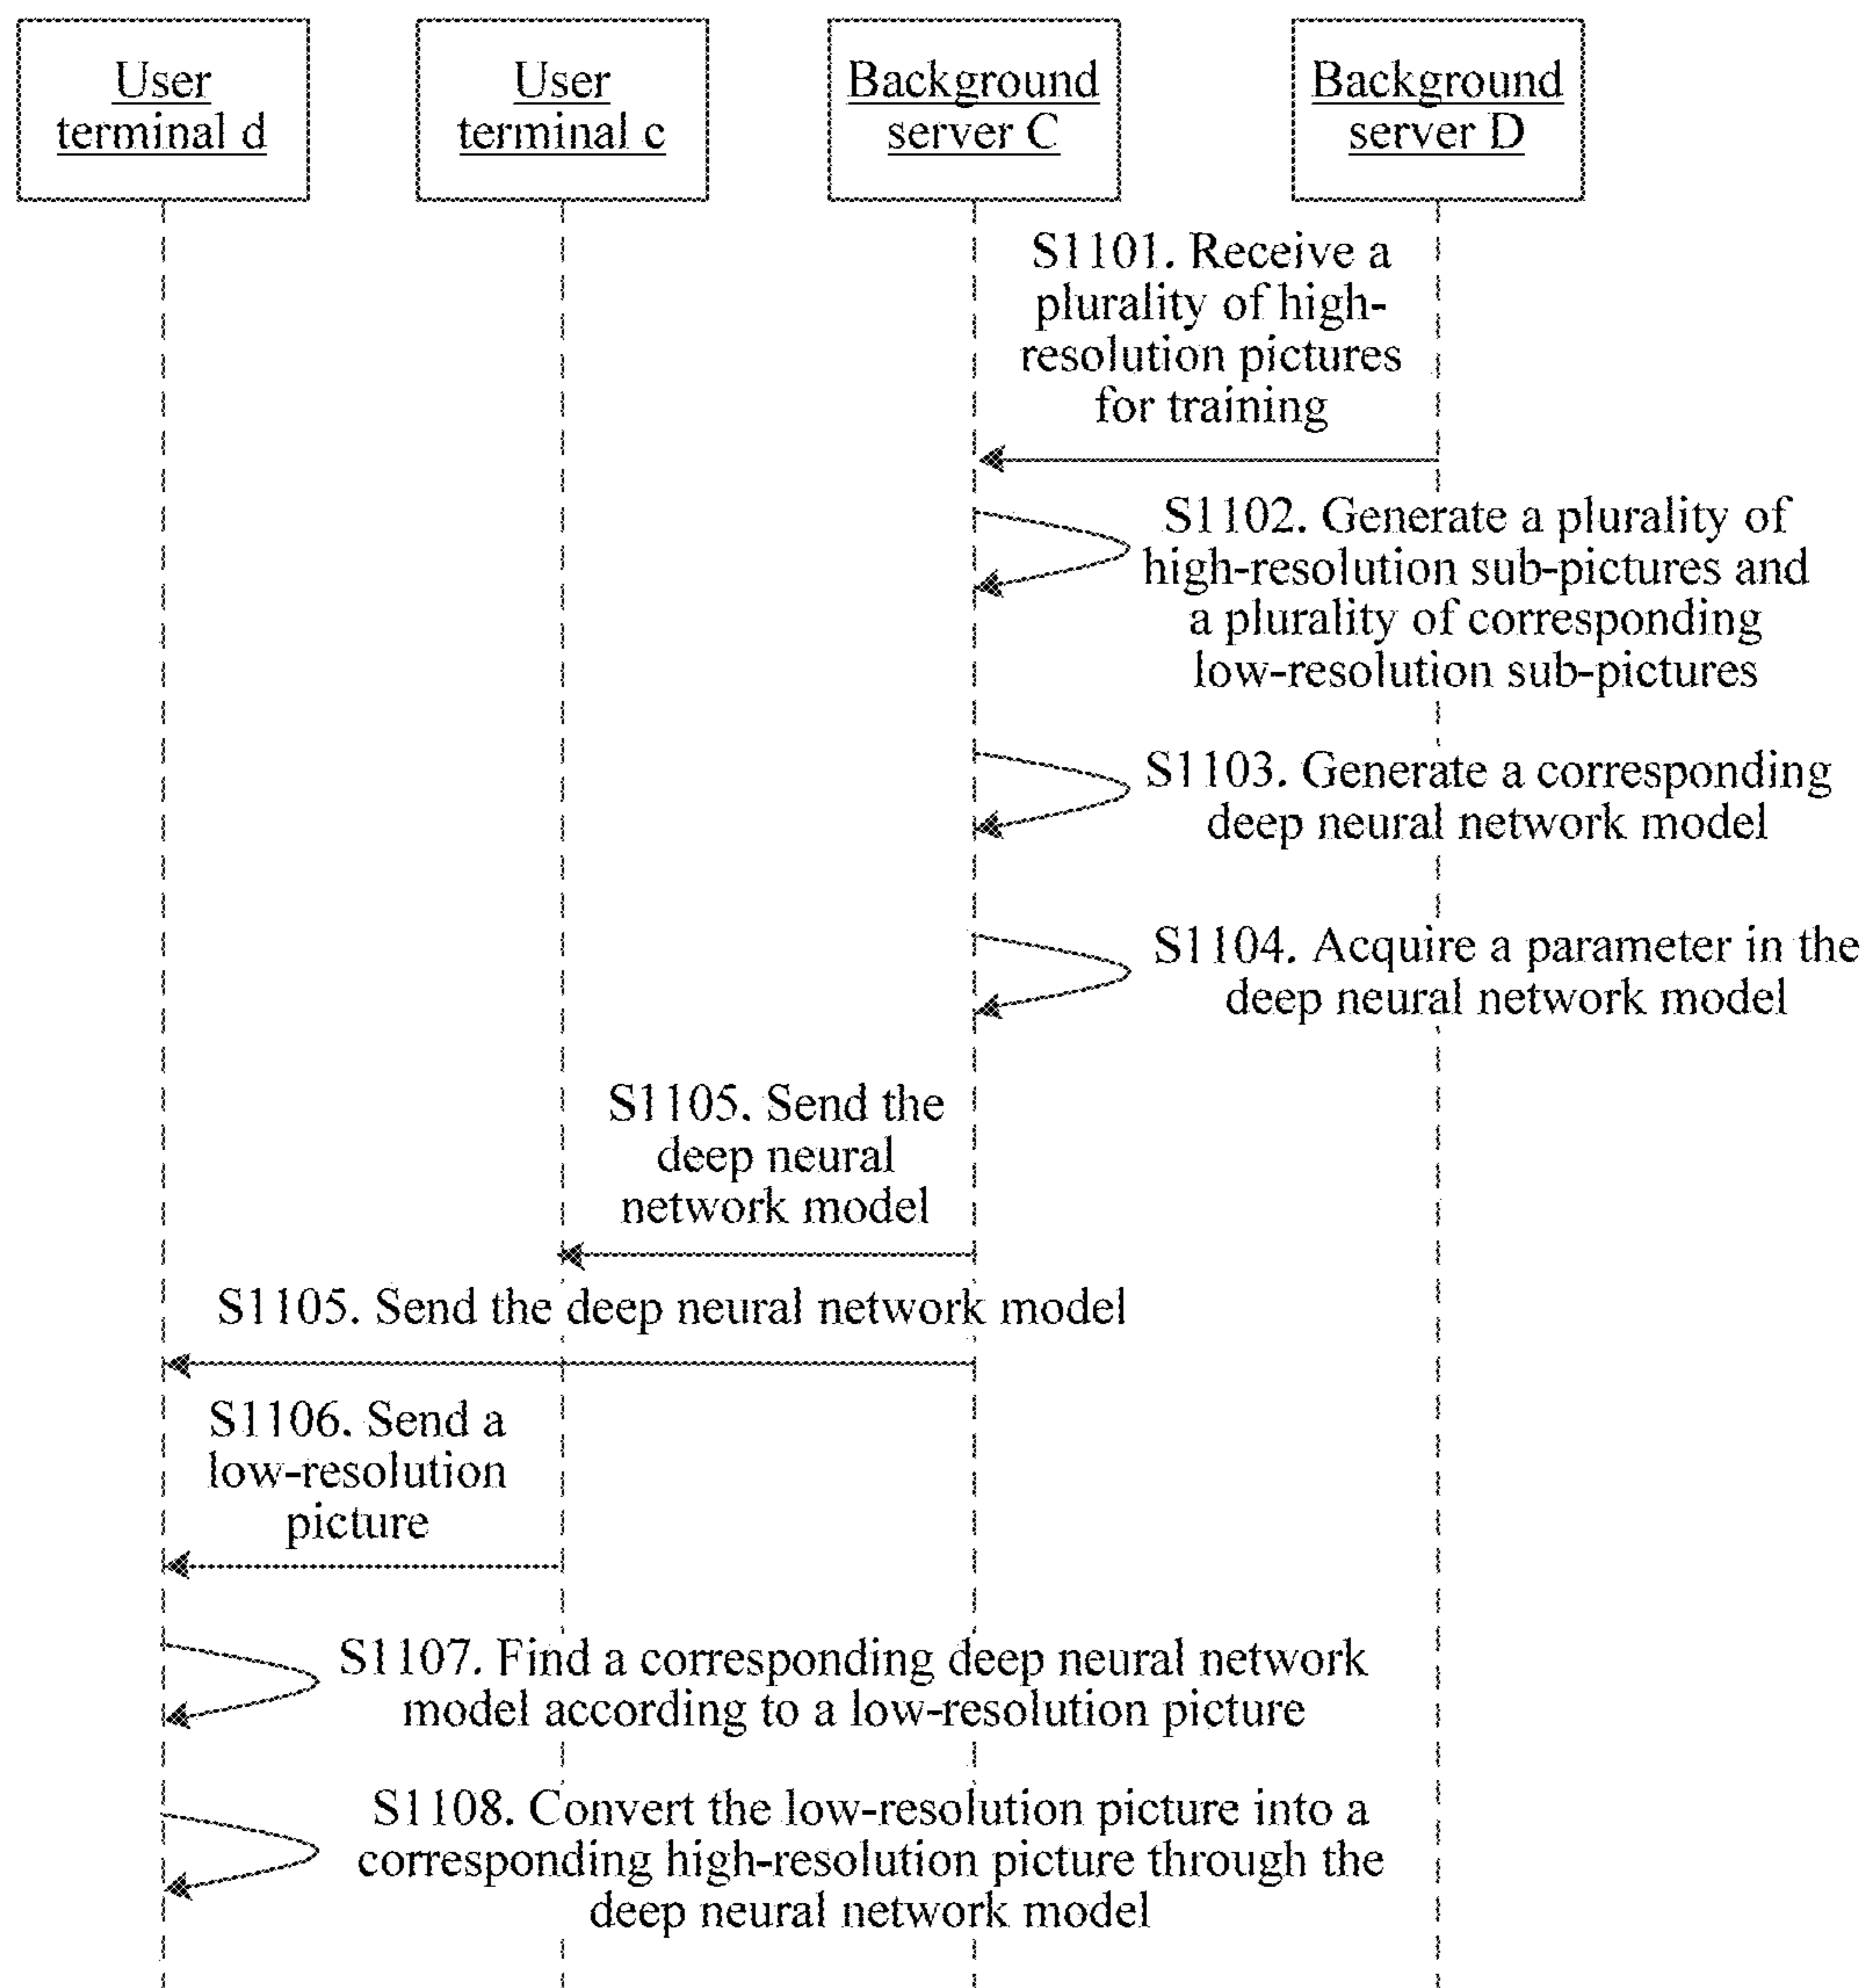 User
terminal d
User
terminal c
Background
server C
Background
server D
S1101. Receive a
plurality of high-
resolution pictures
for training
S1102. Generate a plurality of
high-resolution sub-pictures and
a plurality of corresponding
low-resolution sub-pictures
S1103. Generate a corresponding
deep neural network model
S1104. Acquire a parameter in the
deep neural network model
S1105. Send the
deep neural
network model
S1105. Send the deep neural network model
S1106. Send a
low-resolution
picture
S1107. Find a corresponding deep neural network
model according to a low-resolution picture
S1108. Convert the low-resolution picture into a
corresponding high-resolution picture through the
deep neural network model